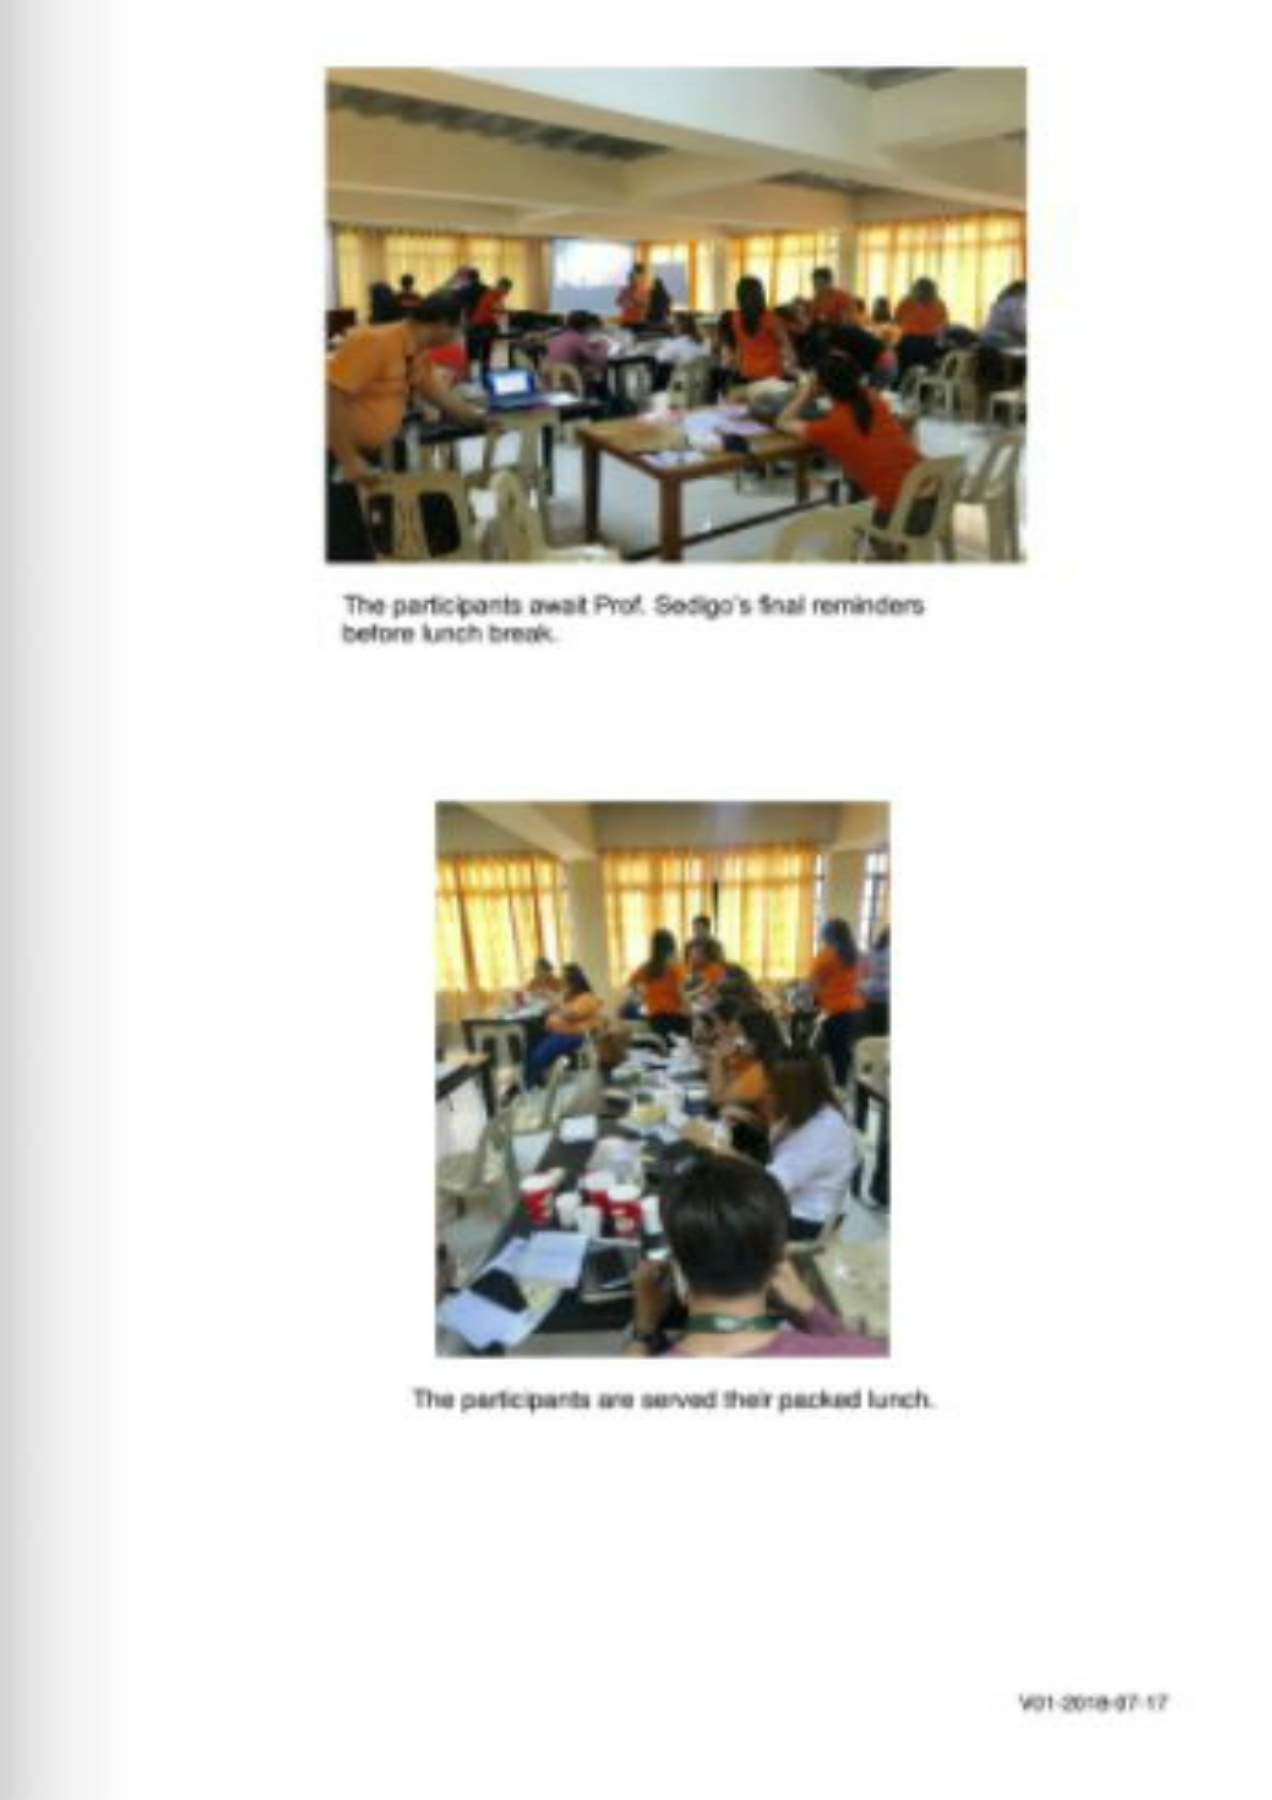 The participants await Prof. Sedigo's final reminders
before lunch break.
The participants are served their packed lunch.
V01-2018-07-17